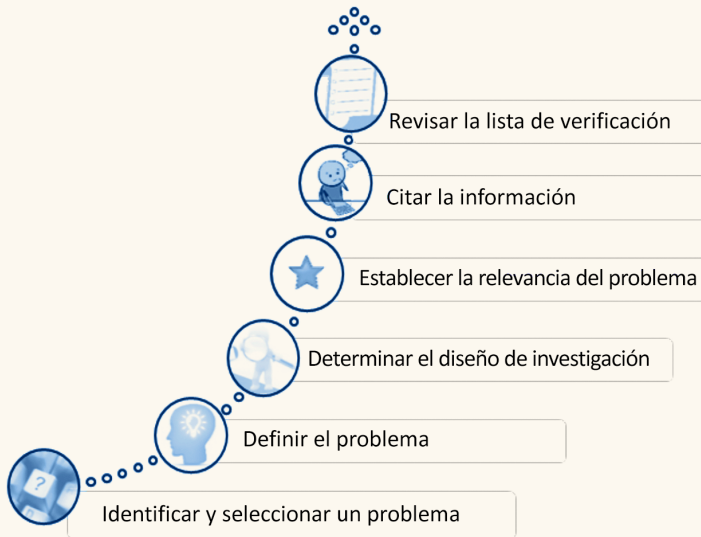 Revisar la lista de verificación
Citar la información
Establecer la relevancia del problema
Determinar el diseño de investigación
Definir el problema
?
Identificar y seleccionar un problema